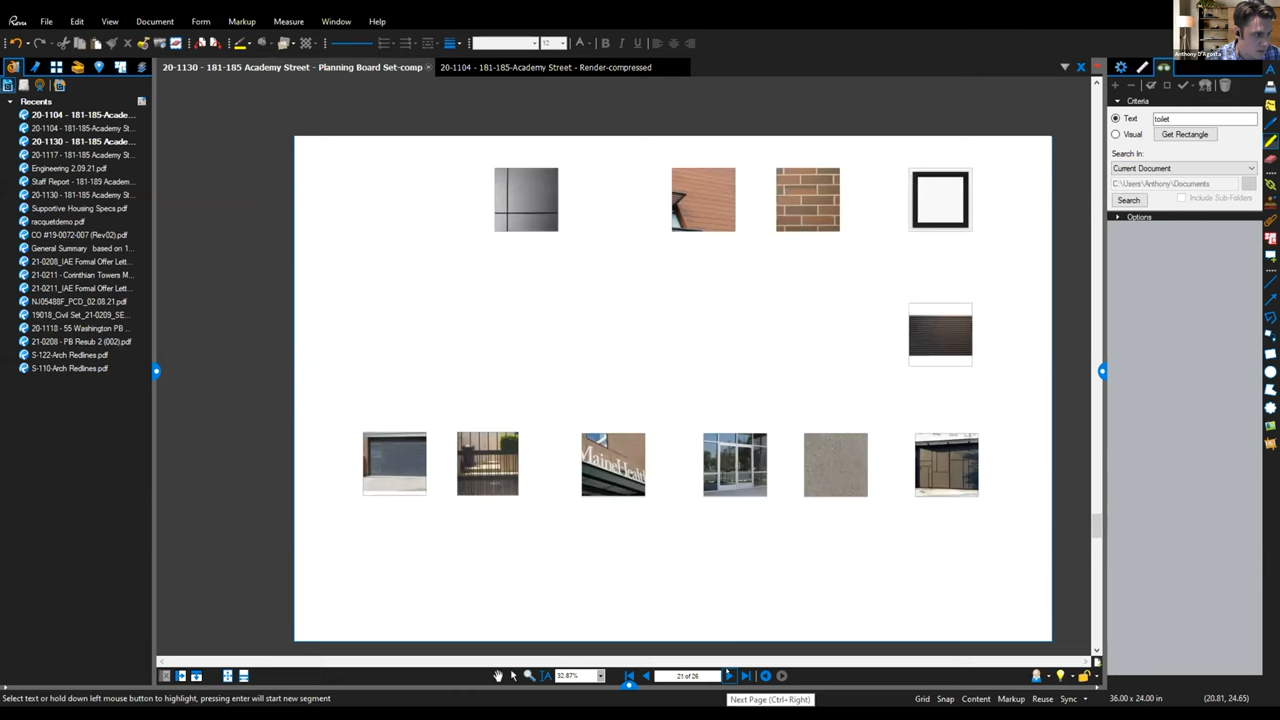 Revu File Edit View Document Form Markup Measure Window Help
12 A B I U
Anthony D'Agosta
20-1130 - 181-185 Academy Street - Planning Board Set-comp
20-1104 - 181-185-Academy Street - Render-compressed
Recents
20-1104 - 181-185-Acade...
20-1104 - 181-185-Academy St...
20-1130 - 181-185 Acade...
20-1117 - 181-185-Academy St...
Engineering 2.09.21.pdf
Staff Report - 181-189 Academ...
20-1130 - 181-185 Academy St...
Supportive Housing Specs.pdf
racquetdemo.pdf
CO #19-0072-007 (Rev02).pdf
General Summary based on 1...
21-0208_IAE Formal Offer Lett...
21-0211 - Corinthian Towers M...
21-0211_IAE Formal Offer Lett...
NJ05488F_PCD_02.08.21.pdf
19018_Civil Set_21-0209_SE...
20-1118 - 55 Washington PB ...
21-0208 - PB Resub 2 (002).pdf
S-122-Arch Redlines.pdf
S-110-Arch Redlines.pdf
MaineHealth
Criteria
Text toilet
Visual Get Rectangle
Search In:
Current Document
C:\Users\Anthony\Documents
Search Include Sub-Folders
Options
32.87% 21 of 26
Select text or hold down left mouse button to highlight, pressing enter will start new segment
Next Page (Ctrl+Right)
Grid Snap Content Markup Reuse Sync 36.00 x 24.00 in (20.81, 24.65)